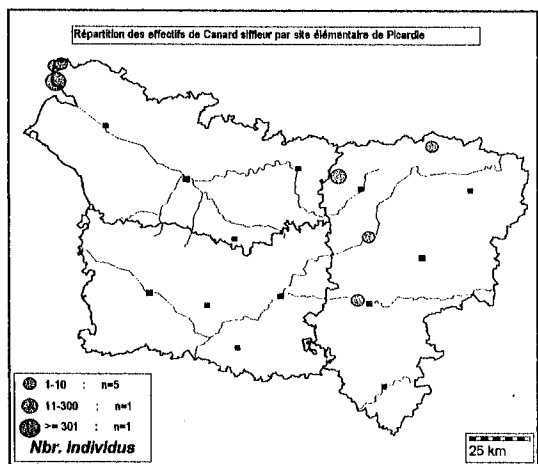 Répartition des effectifs de Canard siffleur par site élémentaire de Picardie
1-10 : n=5
11-300 : n=1
>= 301 : n=1
Nbr. Individus
25 km